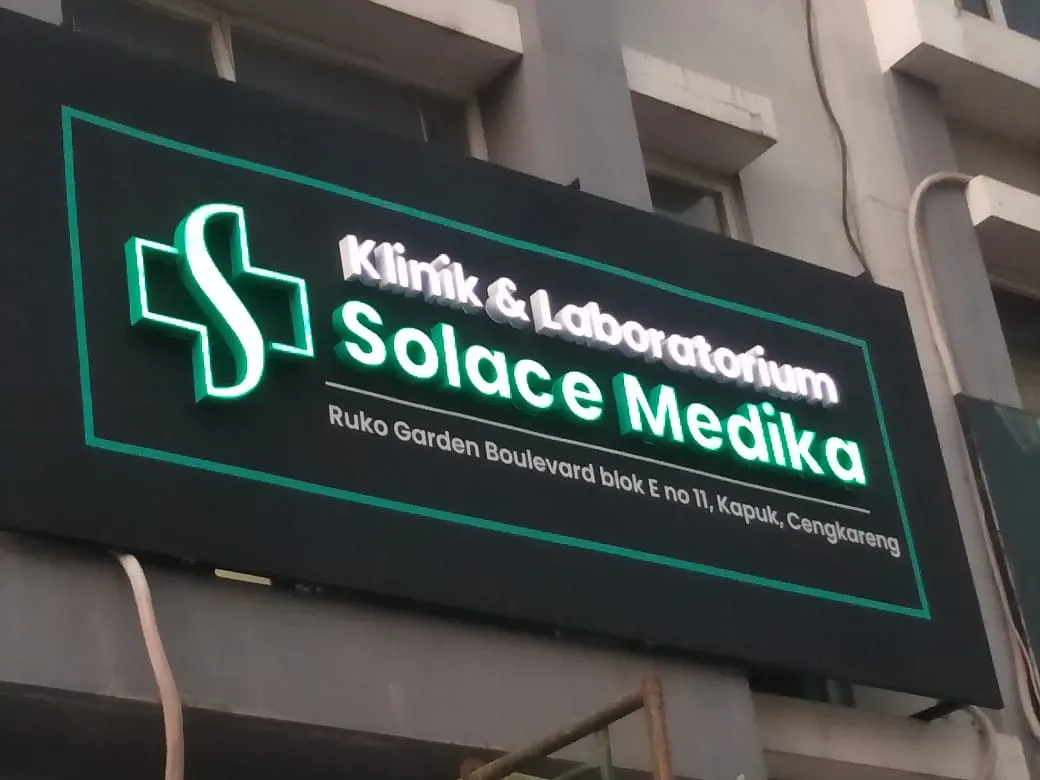 Klinik & Laboratorium
Solace Medika
Ruko Garden Boulevard blok E no 11, Kapuk, Cengkareng